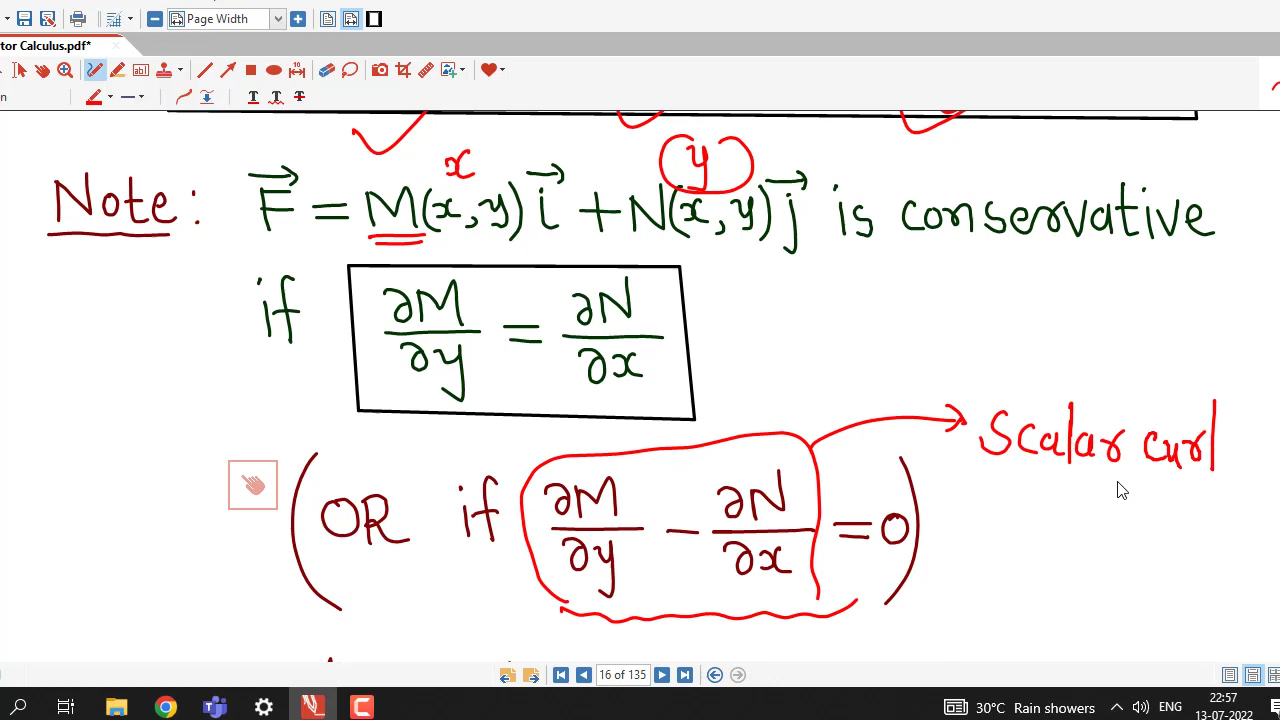 Page Width
tor Calculus.pdf*
x y
Note: F⃗ = M(x,y) i⃗ + N(x,y) j⃗ is conservative
if ∂M/∂y = ∂N/∂x
Scalar curl
(OR if ∂M/∂y − ∂N/∂x = 0)
16 of 135
30°C Rain showers ENG 22:57
13-07-2022